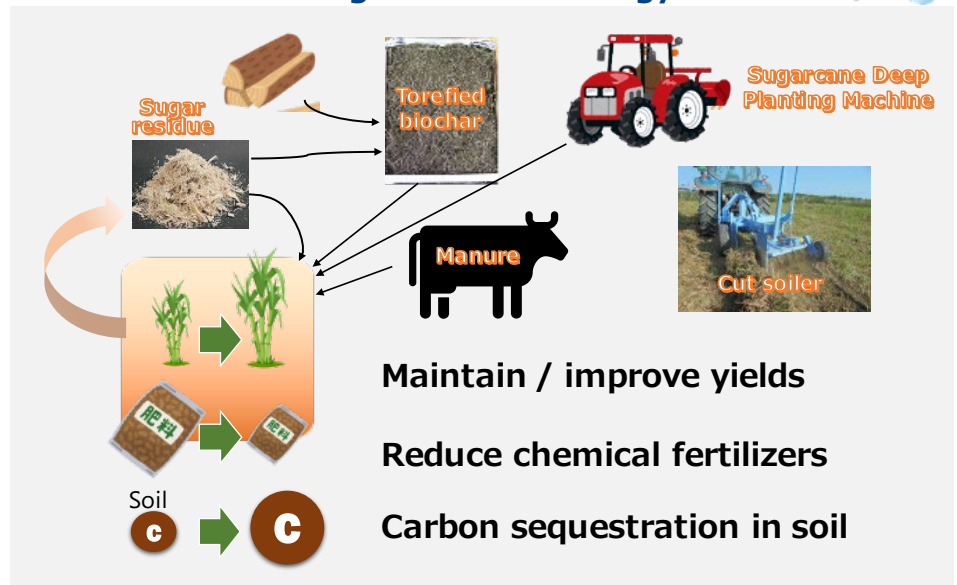 Sugar
residue
Torefied
biochar
Sugarcane Deep
Planting Machine
Manure
Cut soiler
肥料
肥料
Maintain / improve yields
Reduce chemical fertilizers
Soil
C
C
Carbon sequestration in soil